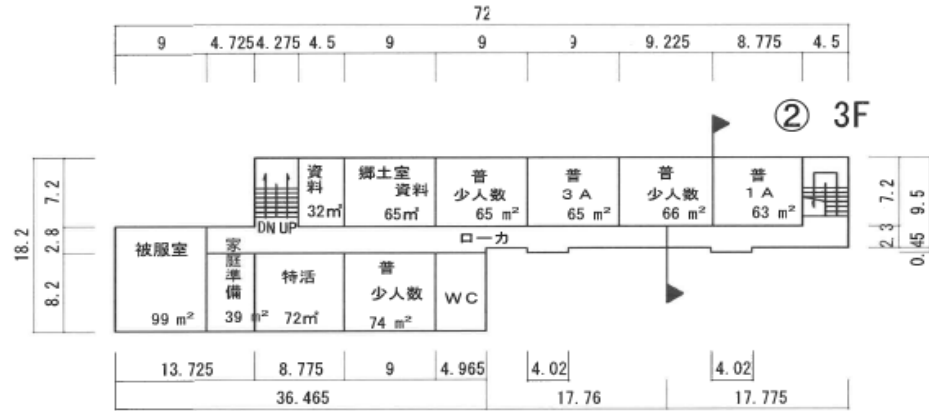 72
9 4.725 4.275 4.5 9 9 9 9.225 8.775 4.5
② 3F
18.2
7.2
2.8
8.2
資料
32㎡
郷土室
資料
65㎡
普
少人数
65 m²
普
3A
65 m²
普
少人数
66 m²
普
1A
63 m²
7.2
9.5
2.3
0.45
DN UP
ローカ
被服室
99 m²
家庭準備
39 m²
特活
72㎡
普
少人数
74 m²
WC
13.725 8.775 9 4.965 4.02 4.02
36.465 17.76 17.775